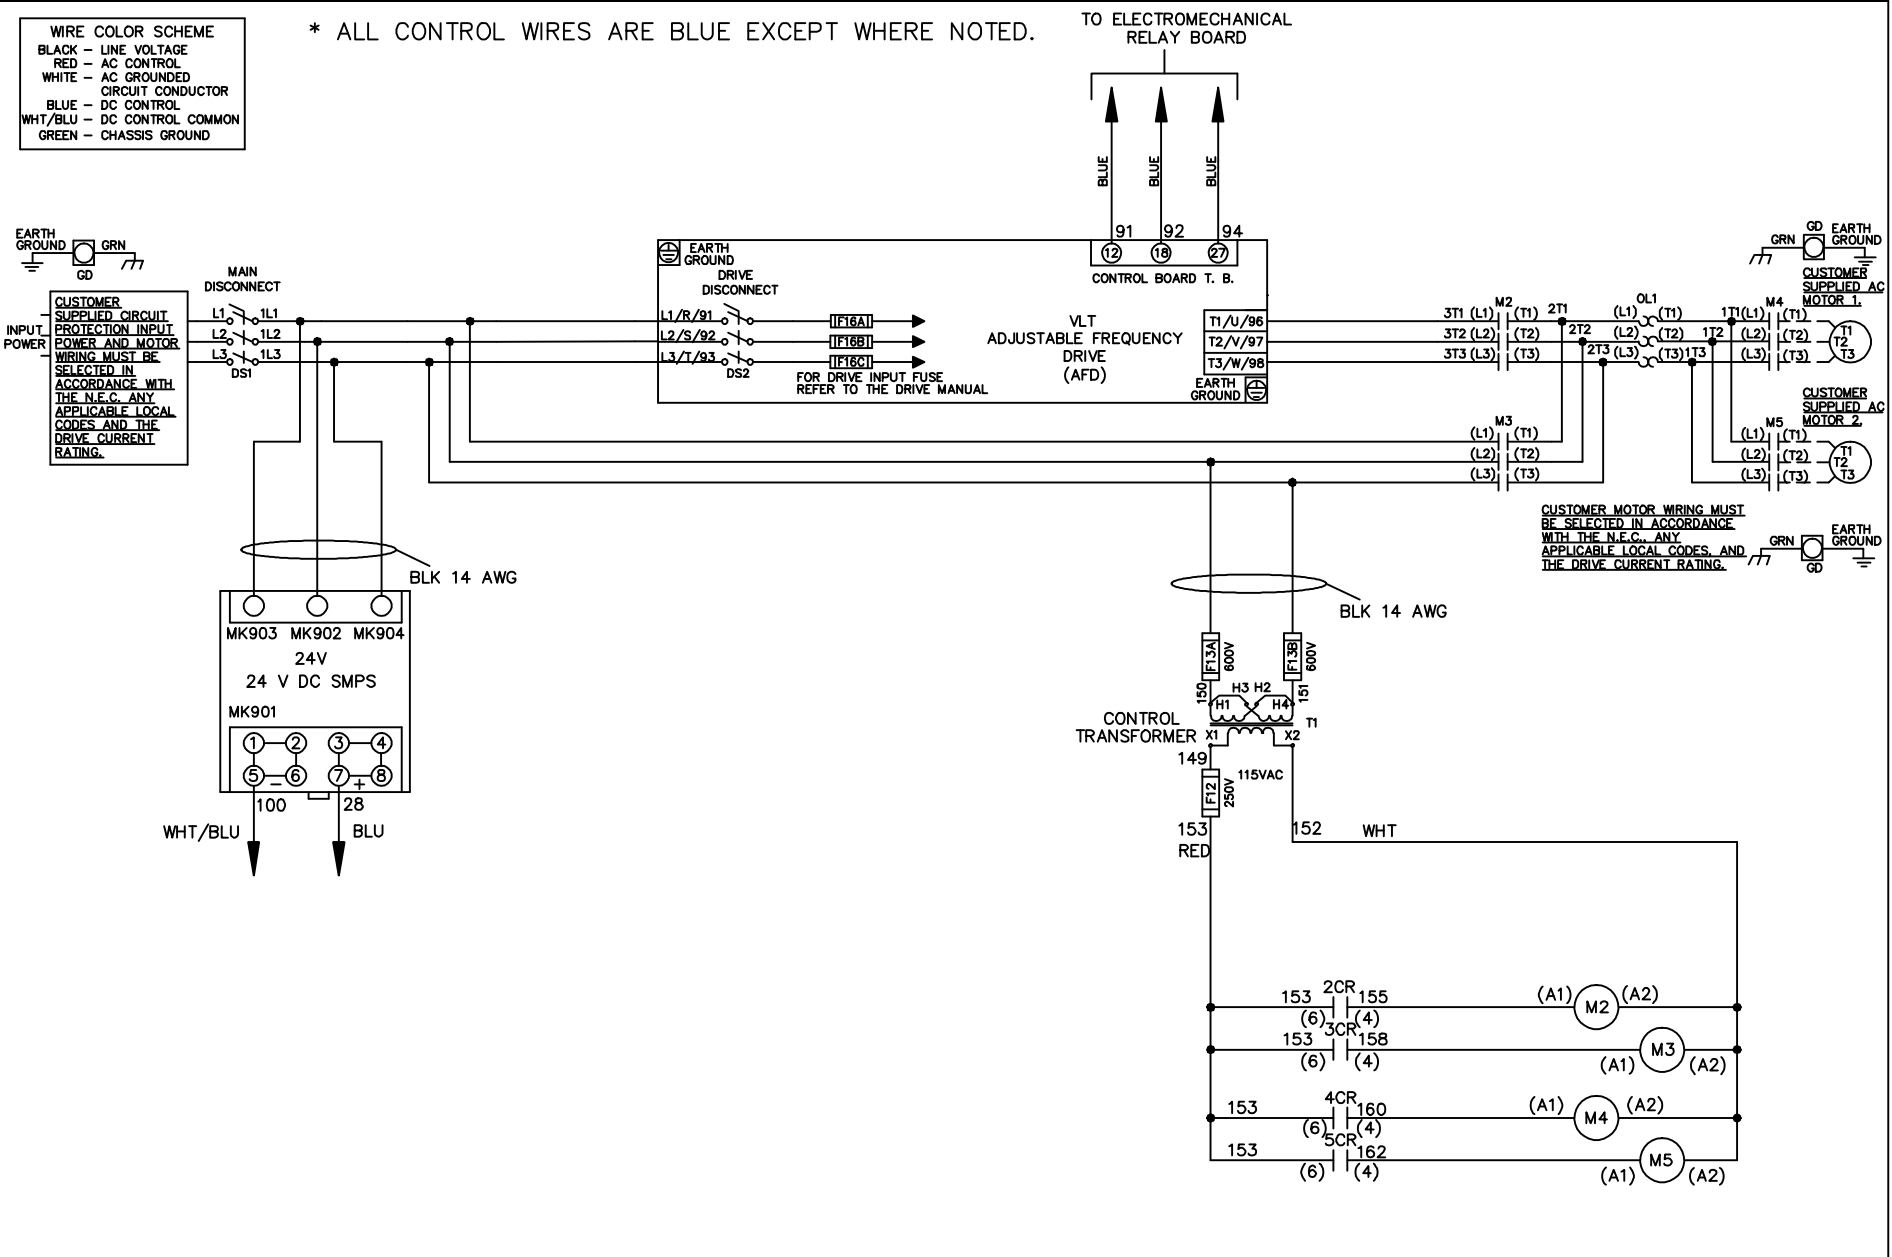 WIRE COLOR SCHEME
BLACK – LINE VOLTAGE
RED – AC CONTROL
WHITE – AC GROUNDED
CIRCUIT CONDUCTOR
BLUE – DC CONTROL
WHT/BLU – DC CONTROL COMMON
GREEN – CHASSIS GROUND
* ALL CONTROL WIRES ARE BLUE EXCEPT WHERE NOTED.
TO ELECTROMECHANICAL
RELAY BOARD
BLUE
BLUE
BLUE
91 92 94
12 18 27
CONTROL BOARD T. B.
EARTH
GROUND
GRN
GD
INPUT
POWER
CUSTOMER
SUPPLIED CIRCUIT
PROTECTION INPUT
POWER AND MOTOR
WIRING MUST BE
SELECTED IN
ACCORDANCE WITH
THE N.E.C. ANY
APPLICABLE LOCAL
CODES AND THE
DRIVE CURRENT
RATING.
MAIN
DISCONNECT
L1 1L1
L2 1L2
L3 1L3
DS1
EARTH
GROUND
DRIVE
DISCONNECT
L1/R/91
L2/S/92
L3/T/93
DS2
F16A
F16B
F16C
FOR DRIVE INPUT FUSE
REFER TO THE DRIVE MANUAL
VLT
ADJUSTABLE FREQUENCY
DRIVE
(AFD)
T1/U/96
T2/V/97
T3/W/98
EARTH
GROUND
M2
3T1 (L1) (T1) 2T1
3T2 (L2) (T2) 2T2
3T3 (L3) (T3) 2T3
OL1
(L1) (T1) 1T1
(L2) (T2) 1T2
(L3) (T3) 1T3
M4
(L1) (T1)
(L2) (T2)
(L3) (T3)
T1
T2
T3
GD
GRN
EARTH
GROUND
CUSTOMER
SUPPLIED AC
MOTOR 1.
M3
(L1) (T1)
(L2) (T2)
(L3) (T3)
M5
(L1) (T1)
(L2) (T2)
(L3) (T3)
T1
T2
T3
CUSTOMER
SUPPLIED AC
MOTOR 2.
CUSTOMER MOTOR WIRING MUST
BE SELECTED IN ACCORDANCE
WITH THE N.E.C., ANY
APPLICABLE LOCAL CODES, AND
THE DRIVE CURRENT RATING.
GRN
GD
EARTH
GROUND
BLK 14 AWG
MK903 MK902 MK904
24V
24 V DC SMPS
MK901
1 2 3 4
5 – 6 7 + 8
100 28
WHT/BLU BLU
BLK 14 AWG
F13A
600V
F13B
600V
150 151
H3 H2
H1 H4
T1
CONTROL
TRANSFORMER
X1 X2
149
115VAC
F12
250V
153
RED
152 WHT
2CR
153 155
(6) (4)
(A1) M2 (A2)
3CR
153 158
(6) (4)
(A1) M3 (A2)
4CR
153 160
(6) (4)
(A1) M4 (A2)
5CR
153 162
(6) (4)
(A1) M5 (A2)